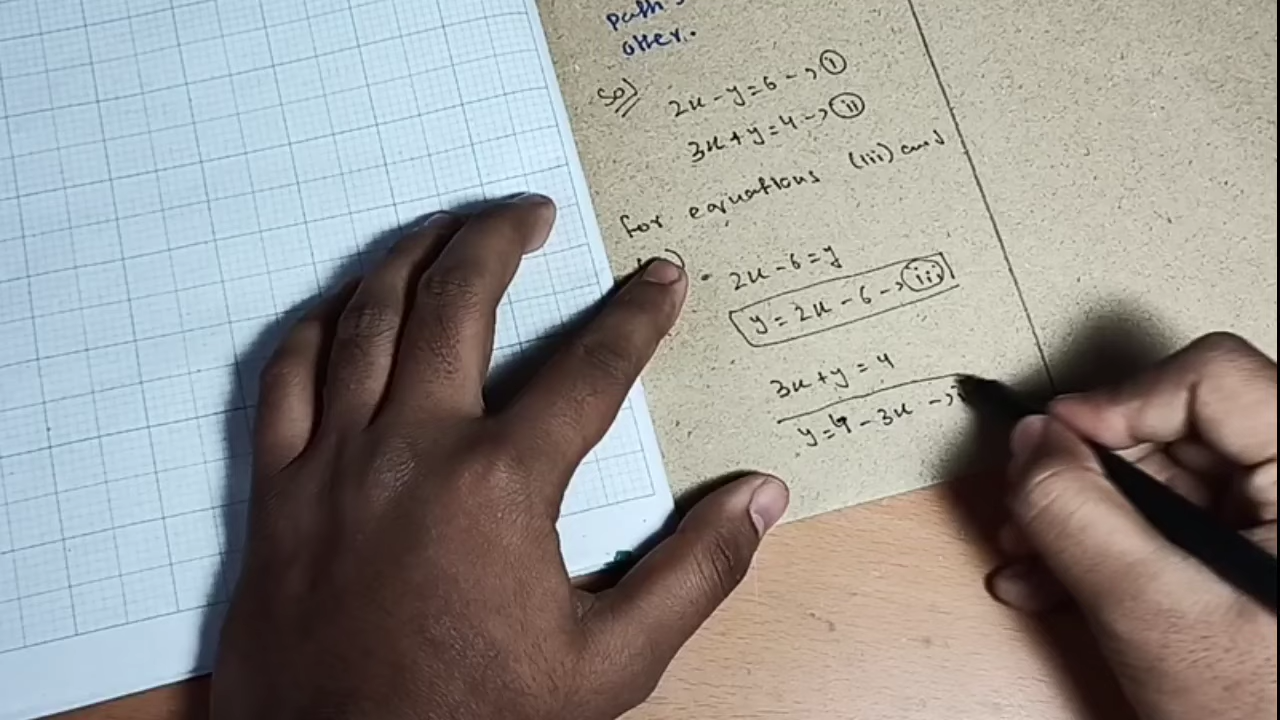 path
other.
Sol
2x - y = 6 -> (i)
3x + y = 4 -> (ii)
for equations (iii) and
2x - 6 = y
y = 2x - 6 -> (iii)
3x + y = 4
y = 4 - 3x ->